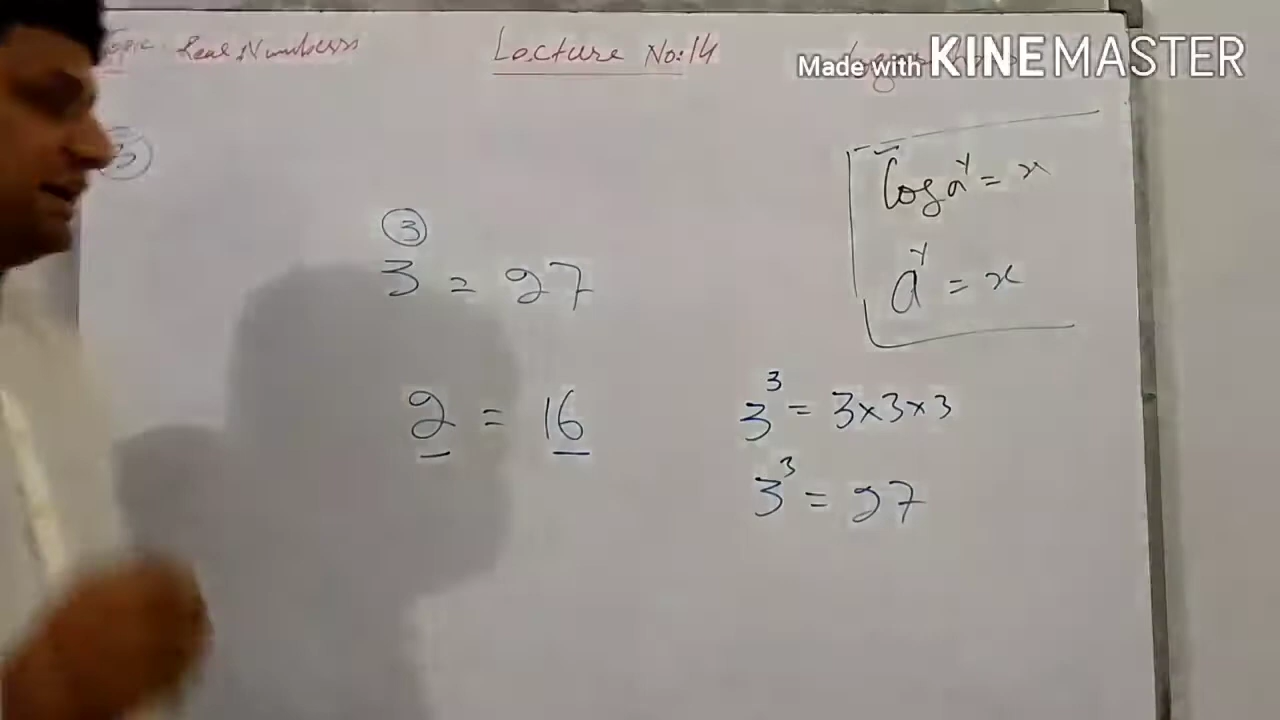 Topic: Real Numbers
Lecture No:14
Made with KINEMASTER
log a^y = x
a^y = x
3^③ = 27
2 = 16
3^3 = 3×3×3
3^3 = 27